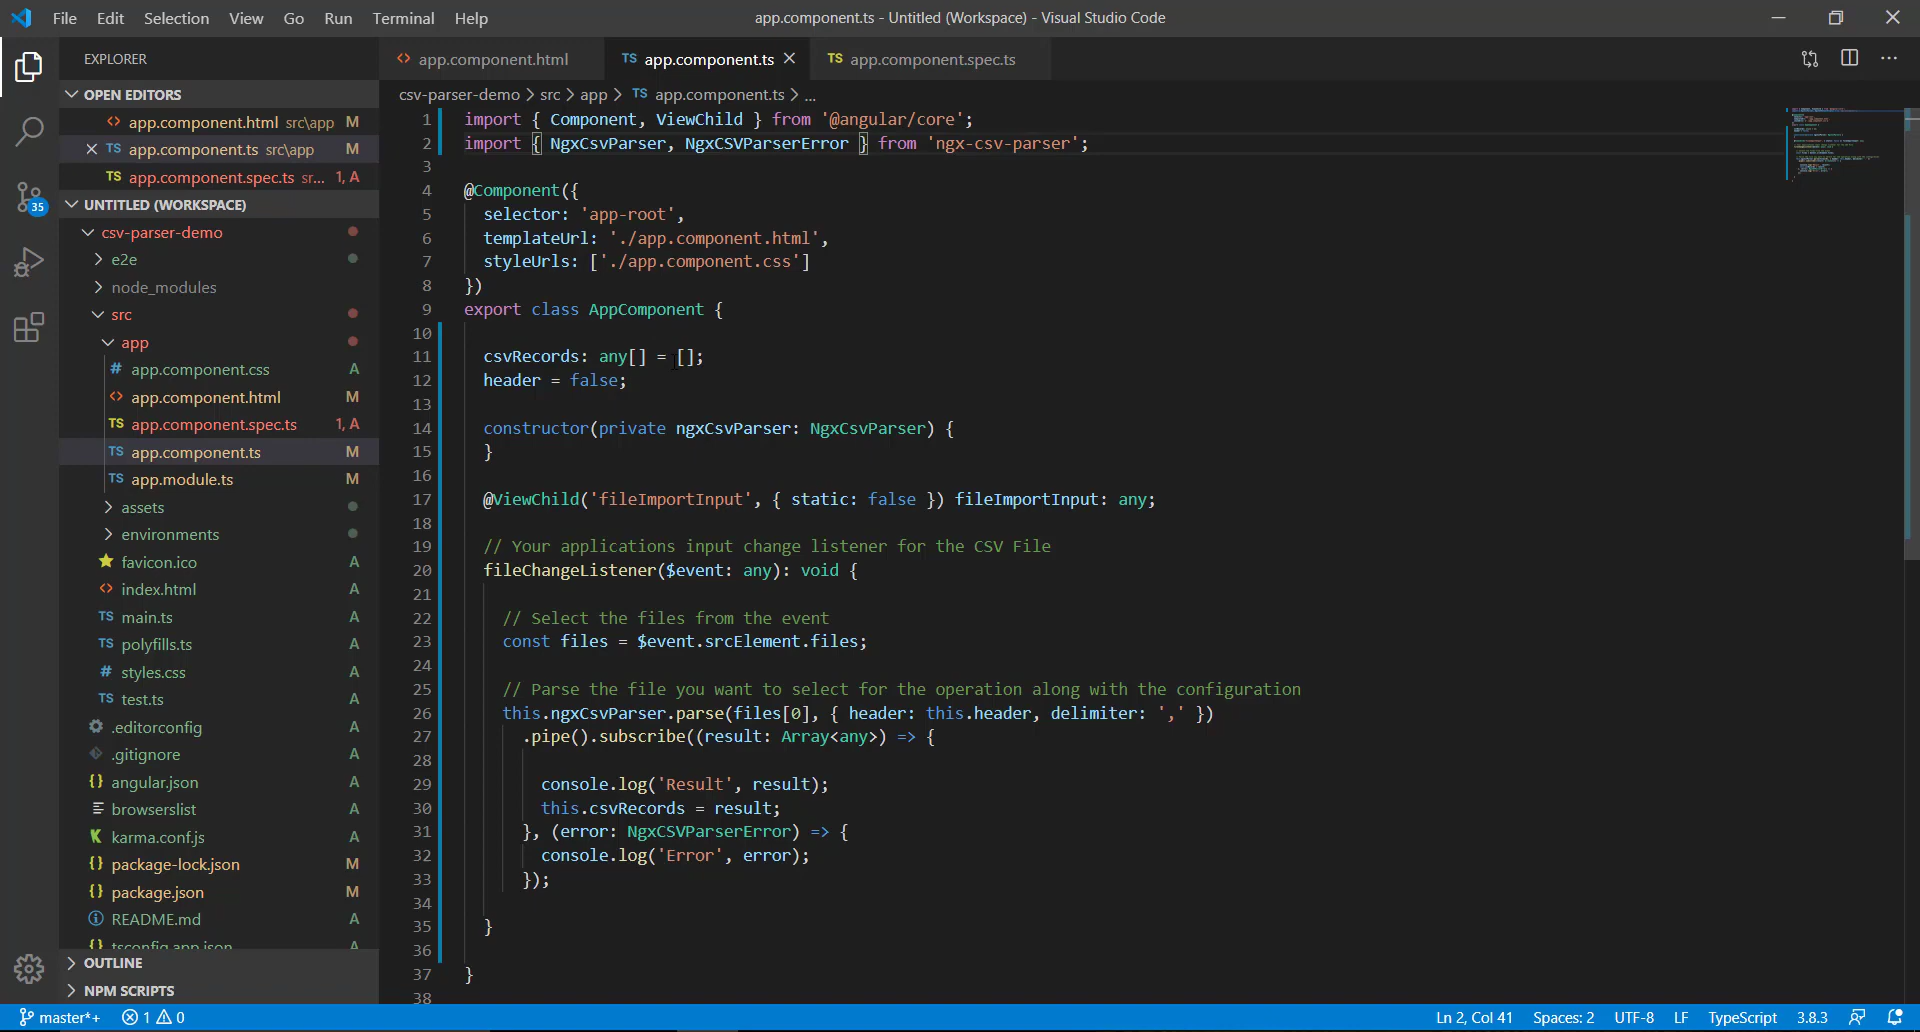 File Edit Selection View Go Run Terminal Help
app.component.ts - Untitled (Workspace) - Visual Studio Code
EXPLORER
OPEN EDITORS
app.component.html src\app M
app.component.ts src\app M
app.component.spec.ts sr... 1, A
35
UNTITLED (WORKSPACE)
csv-parser-demo
e2e
node_modules
src
app
app.component.css A
app.component.html M
app.component.spec.ts 1, A
app.component.ts M
app.module.ts M
assets
environments
favicon.ico A
index.html A
main.ts A
polyfills.ts A
styles.css A
test.ts A
.editorconfig A
.gitignore A
angular.json A
browserslist A
karma.conf.js A
package-lock.json M
package.json M
README.md A
tsconfig.app.json A
OUTLINE
NPM SCRIPTS
app.component.html
TS app.component.ts
TS app.component.spec.ts
csv-parser-demo > src > app > TS app.component.ts > ...
1 import { Component, ViewChild } from '@angular/core';
2 import { NgxCsvParser, NgxCSVParserError } from 'ngx-csv-parser';
3
4 @Component({
5 selector: 'app-root',
6 templateUrl: './app.component.html',
7 styleUrls: ['./app.component.css']
8 })
9 export class AppComponent {
10
11 csvRecords: any[] = [];
12 header = false;
13
14 constructor(private ngxCsvParser: NgxCsvParser) {
15 }
16
17 @ViewChild('fileImportInput', { static: false }) fileImportInput: any;
18
19 // Your applications input change listener for the CSV File
20 fileChangeListener($event: any): void {
21
22 // Select the files from the event
23 const files = $event.srcElement.files;
24
25 // Parse the file you want to select for the operation along with the configuration
26 this.ngxCsvParser.parse(files[0], { header: this.header, delimiter: ',' })
27 .pipe().subscribe((result: Array<any>) => {
28
29 console.log('Result', result);
30 this.csvRecords = result;
31 }, (error: NgxCSVParserError) => {
32 console.log('Error', error);
33 });
34
35 }
36
37 }
38
master*+ 1 0
Ln 2, Col 41 Spaces: 2 UTF-8 LF TypeScript 3.8.3